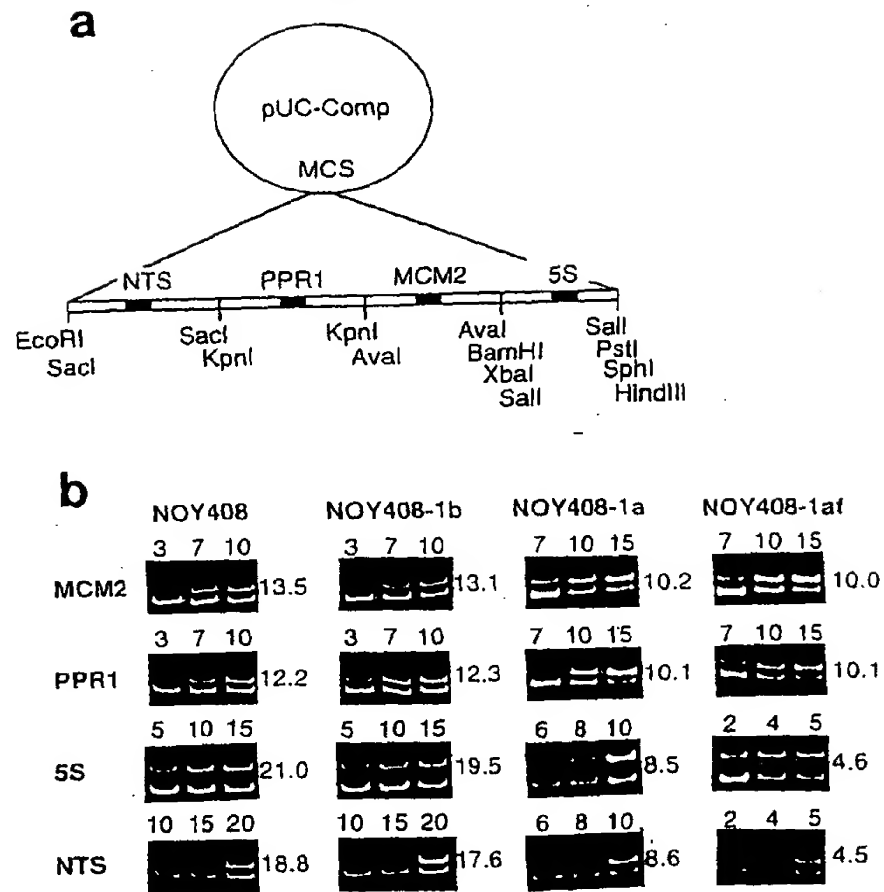 a
pUC-Comp
MCS
NTS PPR1 MCM2 5S
EcoRI SacI KpnI AvaI SalI
SacI KpnI AvaI BamHI PstI
XbaI SphI
SalI HindIII
b
NOY408 NOY408-1b NOY408-1a NOY408-1af
3 7 10 3 7 10 7 10 15 7 10 15
MCM2 13.5 13.1 10.2 10.0
3 7 10 3 7 10 7 10 15 7 10 15
PPR1 12.2 12.3 10.1 10.1
5 10 15 5 10 15 6 8 10 2 4 5
5S 21.0 19.5 8.5 4.6
10 15 20 10 15 20 6 8 10 2 4 5
NTS 18.8 17.6 8.6 4.5